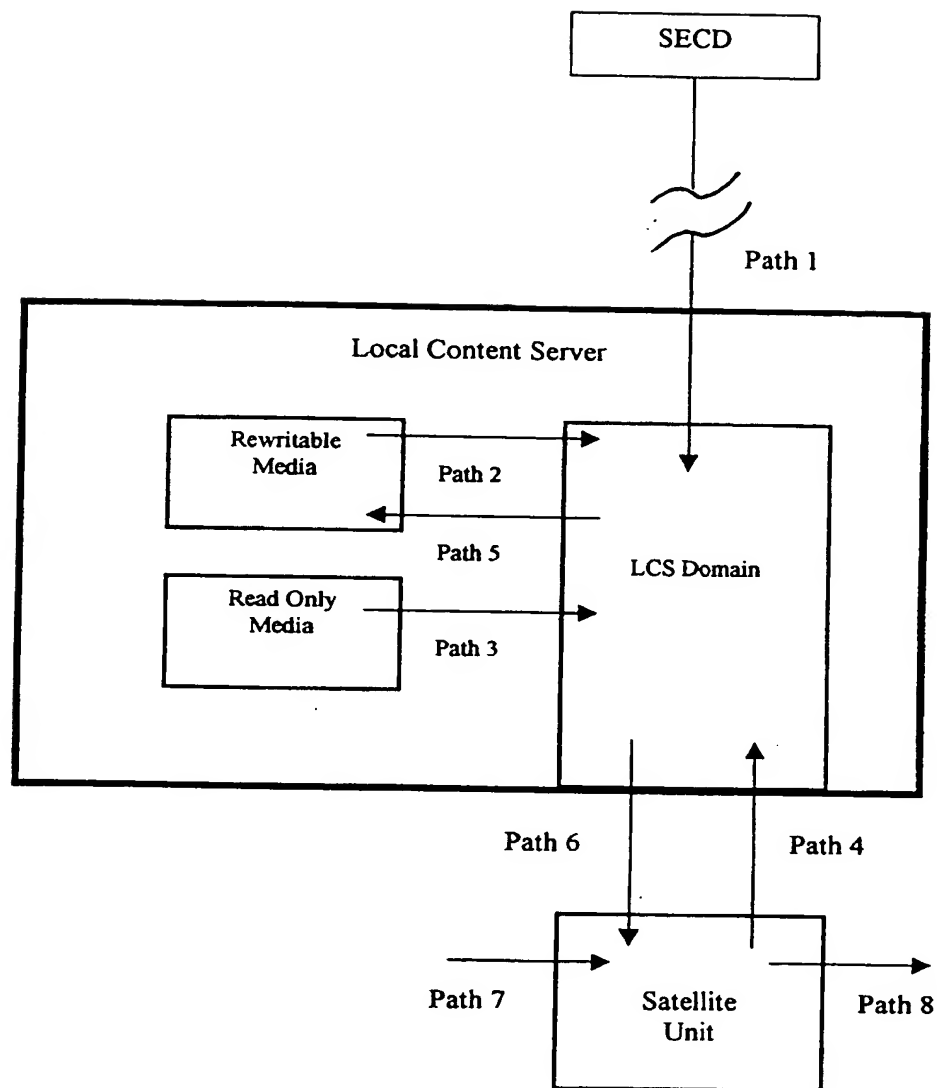 SECD
Path 1
Local Content Server
Rewritable
Media
Path 2
Path 5
LCS Domain
Read Only
Media
Path 3
Path 6
Path 4
Path 7
Satellite
Unit
Path 8